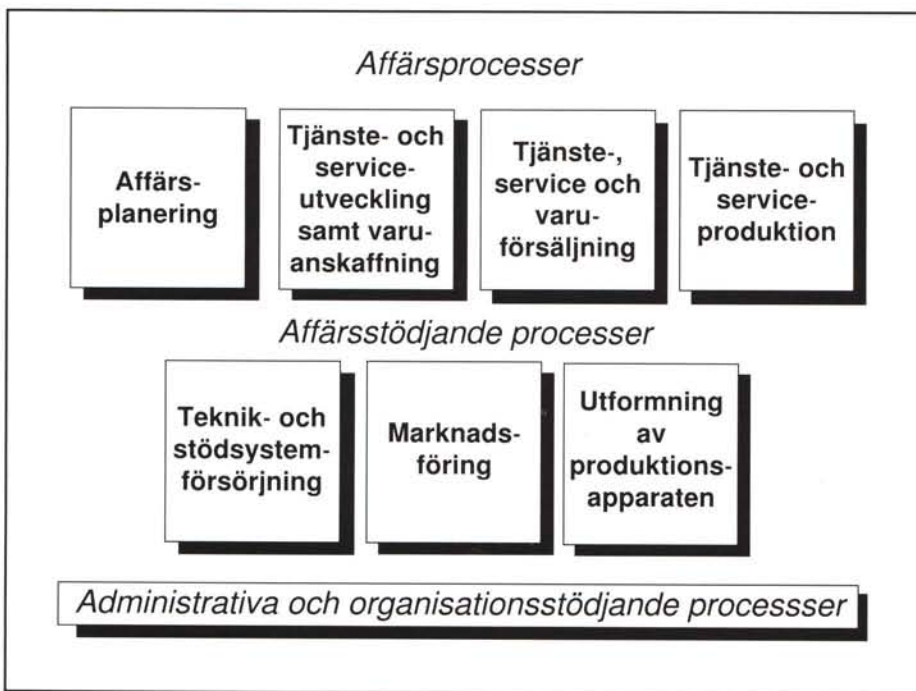 Affärsprocesser
Affärs-
planering
Tjänste- och
service-
utveckling
samt varu-
anskaffning
Tjänste-,
service och
varu-
försäljning
Tjänste- och
service-
produktion
Affärsstödjande processer
Teknik- och
stödsystem-
försörjning
Marknads-
föring
Utformning
av
produktions-
apparaten
Administrativa och organisationsstödjande processser